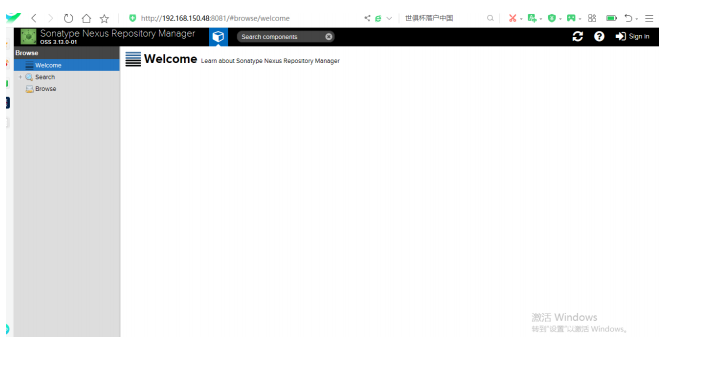 http://192.168.150.48:8081/#browse/welcome
世俱杯落户中国
Sonatype Nexus Repository Manager
OSS 3.13.0-01
Search components
Sign in
Browse
Welcome
Search
Browse
Welcome Learn about Sonatype Nexus Repository Manager
激活 Windows
转到"设置"以激活 Windows。